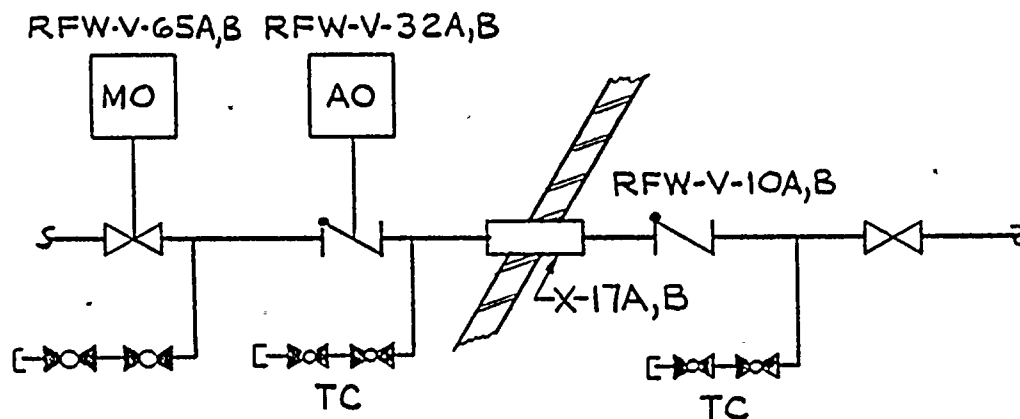 RFW-V-65A,B RFW-V-32A,B
MO AO
RFW-V-10A,B
X-17A,B
TC
TC